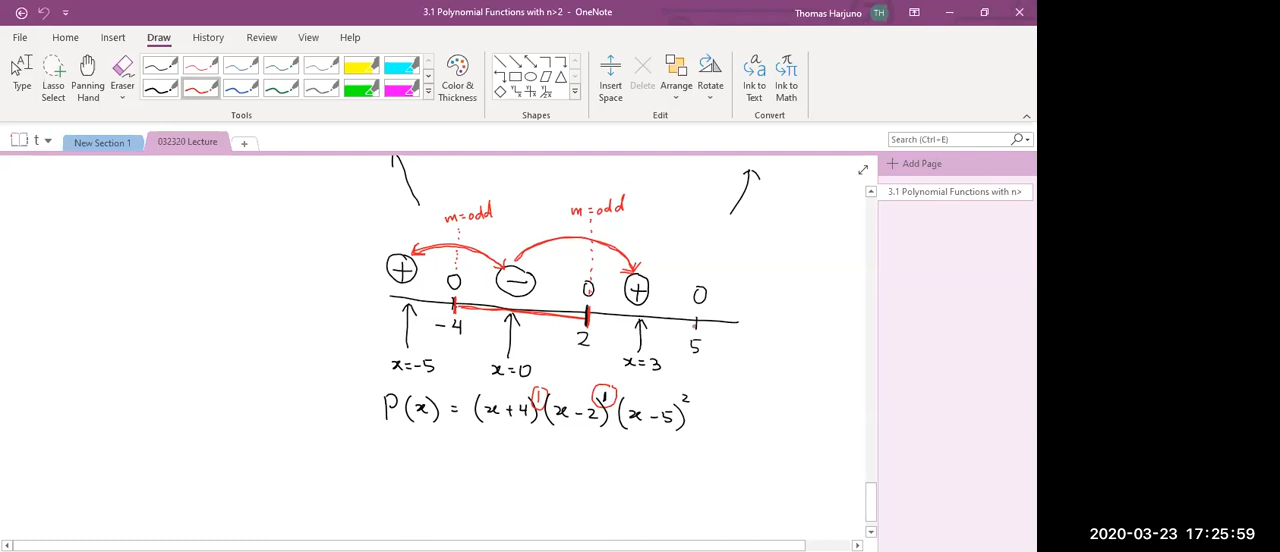 3.1 Polynomial Functions with n>2 - OneNote
Thomas Harjuno TH
File Home Insert Draw History Review View Help
Type Lasso Select Panning Hand Eraser Color & Thickness Insert Space Delete Arrange Rotate Ink to Text Ink to Math
Tools Shapes Edit Convert
t New Section 1 032320 Lecture + Search (Ctrl+E)
Add Page
3.1 Polynomial Functions with n>
m=odd m=odd
+ 0 − 0 + 0
−4 2 5
x=-5 x=0 x=3
P(x) = (x+4)¹(x−2)¹(x−5)²
2020-03-23 17:25:59